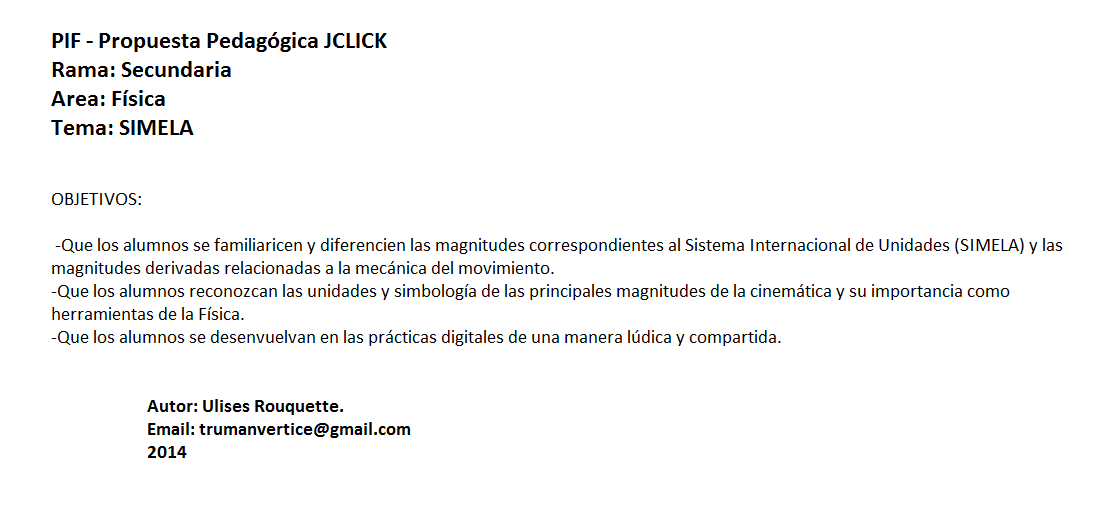 PIF - Propuesta Pedagógica JCLICK
Rama: Secundaria
Area: Física
Tema: SIMELA
OBJETIVOS:
-Que los alumnos se familiaricen y diferencien las magnitudes correspondientes al Sistema Internacional de Unidades (SIMELA) y las
magnitudes derivadas relacionadas a la mecánica del movimiento.
-Que los alumnos reconozcan las unidades y simbología de las principales magnitudes de la cinemática y su importancia como
herramientas de la Física.
-Que los alumnos se desenvuelvan en las prácticas digitales de una manera lúdica y compartida.
Autor: Ulises Rouquette.
Email: trumanvertice@gmail.com
2014